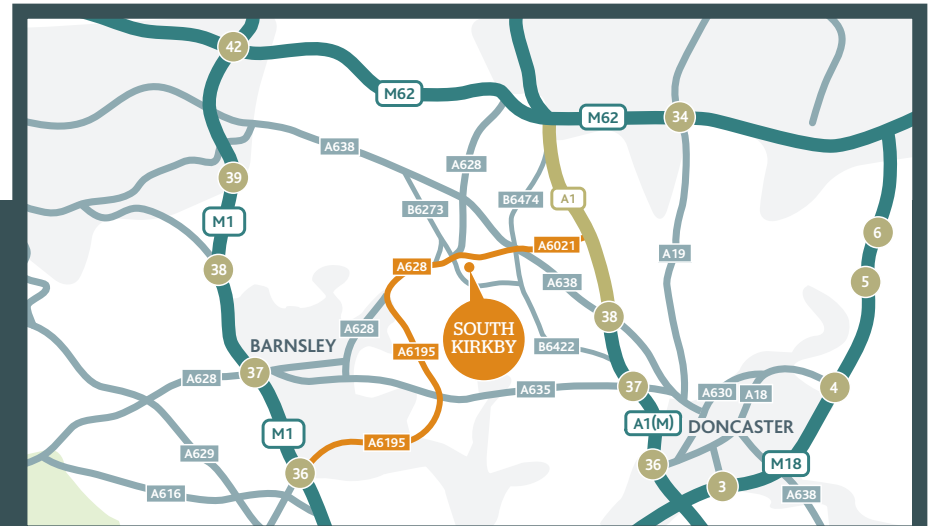 42
M62
M62
34
A638
A628
39
B6474
A1
B6273
M1
6
A6021
A19
A628
38
A638
5
38
SOUTH
KIRKBY
A628
BARNSLEY
A6195
B6422
37
A628
A635
37
4
A630
A18
A1(M)
DONCASTER
M1
A6195
A629
36
M18
36
3
A616
A638